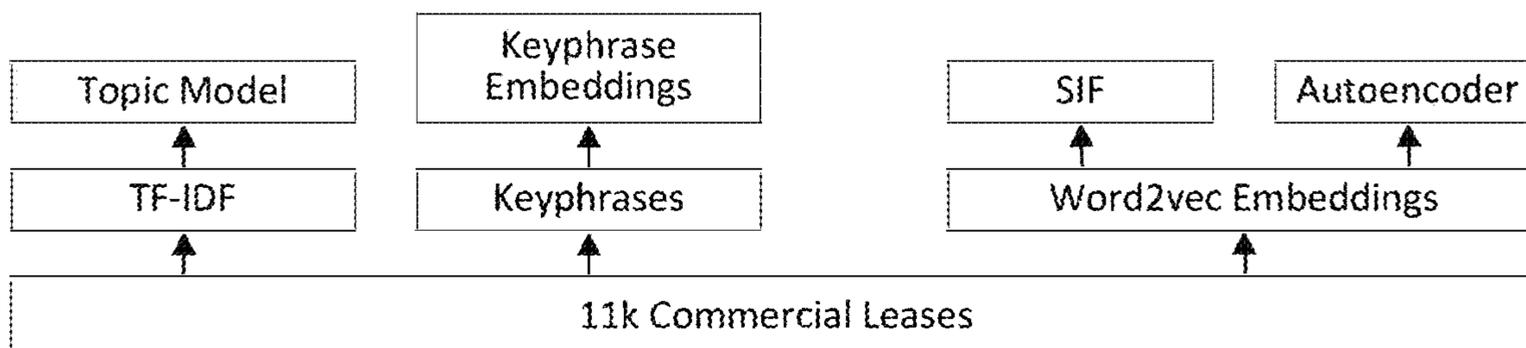 Keyphrase
Embeddings
Topic Model
SIF
Autoencoder
TF-IDF
Keyphrases
Word2vec Embeddings
11k Commercial Leases